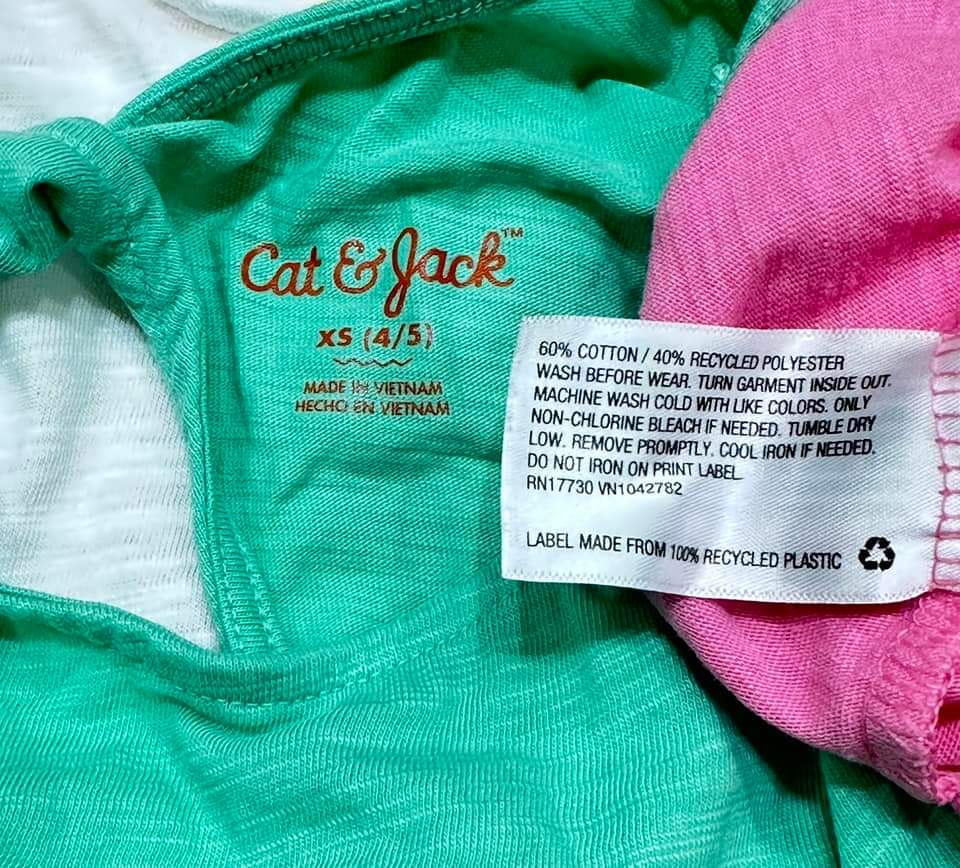 Cat & Jack™
XS (4/5)
MADE IN VIETNAM
HECHO EN VIETNAM
60% COTTON / 40% RECYCLED POLYESTER
WASH BEFORE WEAR. TURN GARMENT INSIDE OUT.
MACHINE WASH COLD WITH LIKE COLORS. ONLY
NON-CHLORINE BLEACH IF NEEDED. TUMBLE DRY
LOW. REMOVE PROMPTLY. COOL IRON IF NEEDED.
DO NOT IRON ON PRINT LABEL.
RN17730 VN1042782
LABEL MADE FROM 100% RECYCLED PLASTIC